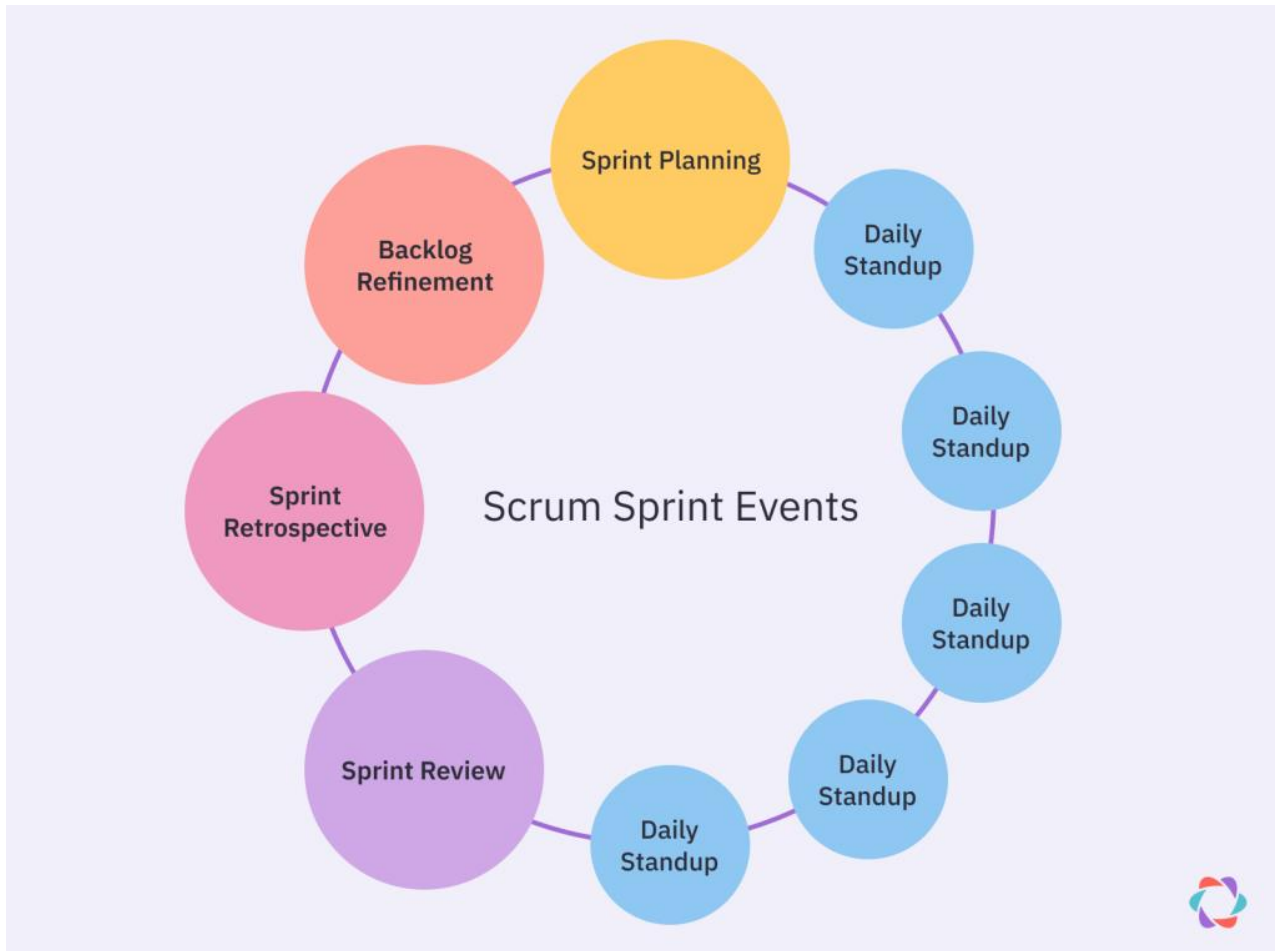 Sprint Planning
Daily
Standup
Daily
Standup
Daily
Standup
Daily
Standup
Daily
Standup
Sprint Review
Sprint
Retrospective
Backlog
Refinement
Scrum Sprint Events